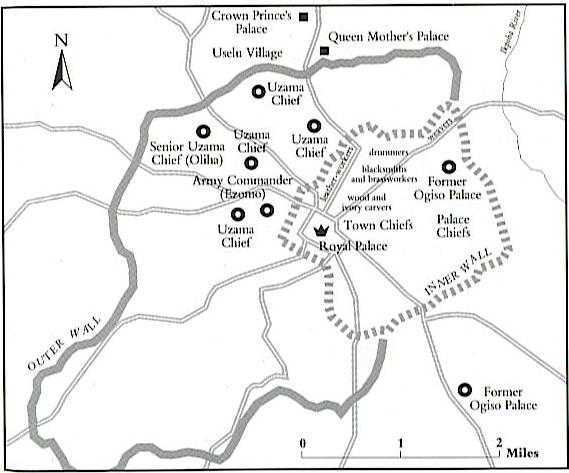 Crown Prince's
Palace
Queen Mother's Palace
Uselu Village
Ikpoba River
N
Uzama
Chief
Senior Uzama
Chief (Oliha)
Uzama
Chief
Uzama
Chief
Army Commander
(Ezomo)
Uzama
Chief
leatherworkers
drummers
weavers
blacksmiths
and brassworkers
wood and
ivory carvers
Former
Ogiso Palace
Town Chiefs
Palace
Chiefs
Royal Palace
INNER WALL
OUTER WALL
Former
Ogiso Palace
0 1 2 Miles